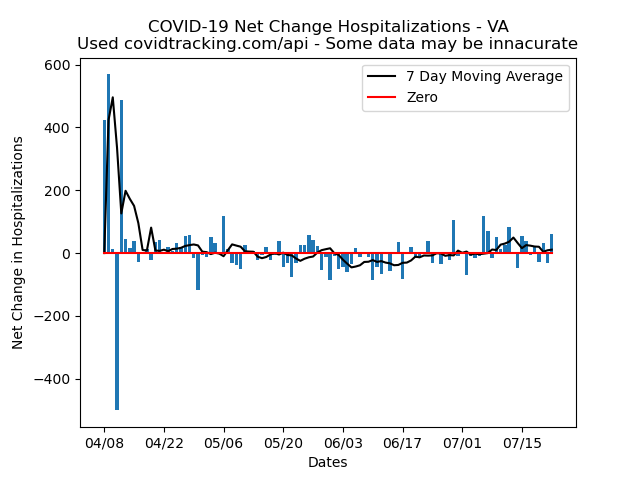 COVID-19 Net Change Hospitalizations - VA
Used covidtracking.com/api - Some data may be innacurate
7 Day Moving Average
Zero
Net Change in Hospitalizations
600
400
200
0
−200
−400
04/08 04/22 05/06 05/20 06/03 06/17 07/01 07/15
Dates